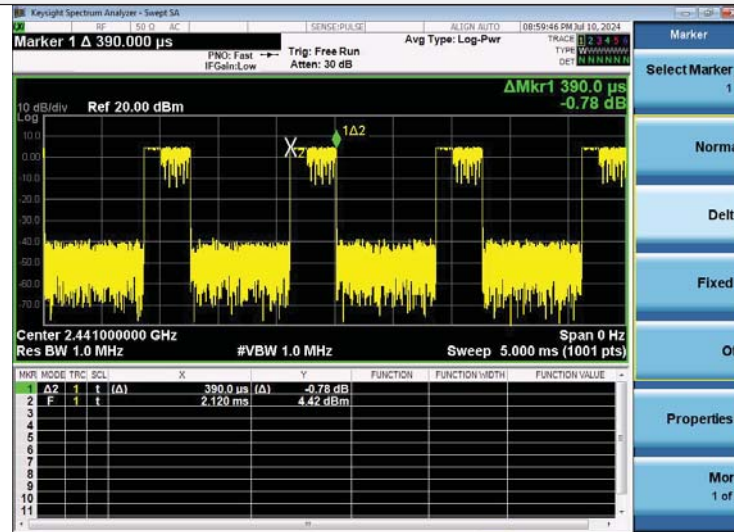 Keysight Spectrum Analyzer - Swept SA
RF 50 Ω AC SENSE:PULSE ALIGN AUTO 08:59:46 PM Jul 10, 2024
Marker 1 Δ 390.000 µs
PNO: Fast
IFGain:Low
Trig: Free Run
Atten: 30 dB
Avg Type: Log-Pwr
TRACE 1 2 3 4 5 6
TYPE W
DET N N N N N N
ΔMkr1 390.0 µs
-0.78 dB
10 dB/div Ref 20.00 dBm
Log
10.0
0.00
-10.0
-20.0
-30.0
-40.0
-50.0
-60.0
-70.0
X2
1Δ2
Center 2.441000000 GHz Span 0 Hz
Res BW 1.0 MHz #VBW 1.0 MHz Sweep 5.000 ms (1001 pts)
MKR MODE TRC SCL X Y FUNCTION FUNCTION WIDTH FUNCTION VALUE
1 Δ2 1 t (Δ) 390.0 µs (Δ) -0.78 dB
2 F 1 t 2.120 ms 4.42 dBm
3
4
5
6
7
8
9
10
11
Marker
Select Marker
1
Norma
Delt
Fixed
O
Properties
Mor
1 of